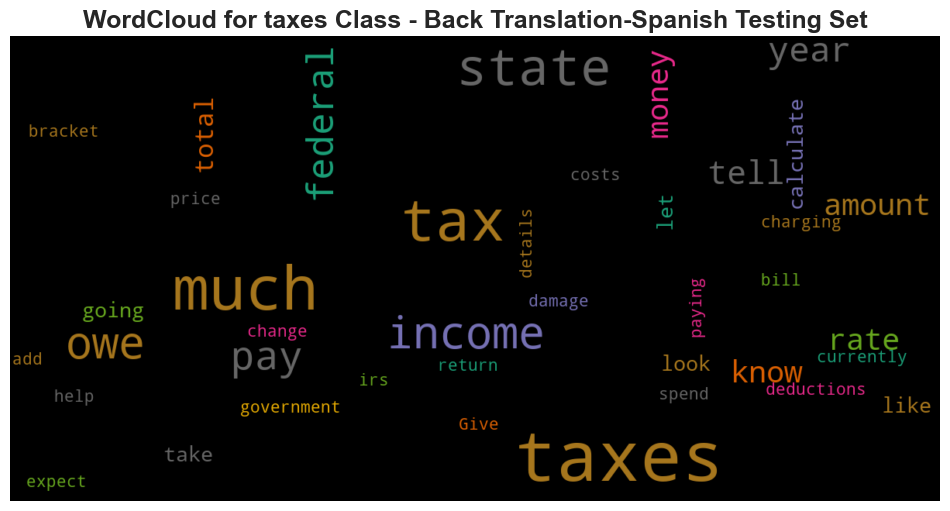 WordCloud for taxes Class - Back Translation-Spanish Testing Set
state
year
federal
money
total
bracket
calculate
tell
costs
price
let
amount
tax
details
charging
much
bill
damage
going
paying
change
income
owe
rate
pay
add
return
look
know
currently
irs
help
government
spend
deductions
like
Give
take
taxes
expect